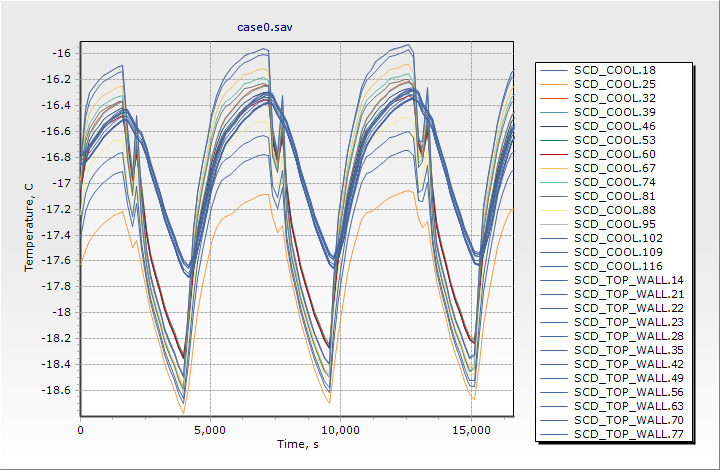 case0.sav
Temperature, C
-16
-16.2
-16.4
-16.6
-16.8
-17
-17.2
-17.4
-17.6
-17.8
-18
-18.2
-18.4
-18.6
0
5,000
10,000
15,000
Time, s
SCD_COOL.18
SCD_COOL.25
SCD_COOL.32
SCD_COOL.39
SCD_COOL.46
SCD_COOL.53
SCD_COOL.60
SCD_COOL.67
SCD_COOL.74
SCD_COOL.81
SCD_COOL.88
SCD_COOL.95
SCD_COOL.102
SCD_COOL.109
SCD_COOL.116
SCD_TOP_WALL.14
SCD_TOP_WALL.21
SCD_TOP_WALL.22
SCD_TOP_WALL.23
SCD_TOP_WALL.28
SCD_TOP_WALL.35
SCD_TOP_WALL.42
SCD_TOP_WALL.49
SCD_TOP_WALL.56
SCD_TOP_WALL.63
SCD_TOP_WALL.70
SCD_TOP_WALL.77